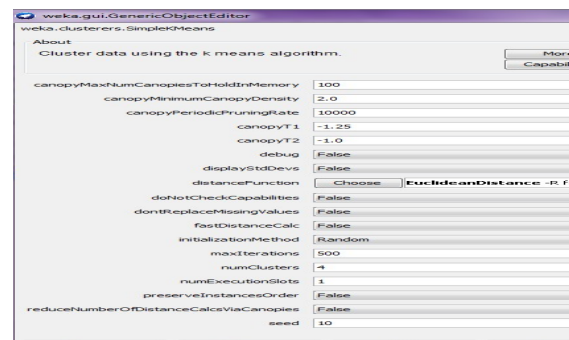 weka.gui.GenericObjectEditor
weka.clusterers.SimpleKMeans
About
Cluster data using the k means algorithm.
More
Capabil
canopyMaxNumCanopiesToHoldInMemory 100
canopyMinimumCanopyDensity 2.0
canopyPeriodicPruningRate 10000
canopyT1 -1.25
canopyT2 -1.0
debug False
displayStdDevs False
distanceFunction Choose EuclideanDistance -R f
doNotCheckCapabilities False
dontReplaceMissingValues False
fastDistanceCalc False
initializationMethod Random
maxIterations 500
numClusters 4
numExecutionSlots 1
preserveInstancesOrder False
reduceNumberOfDistanceCalcsViaCanopies False
seed 10